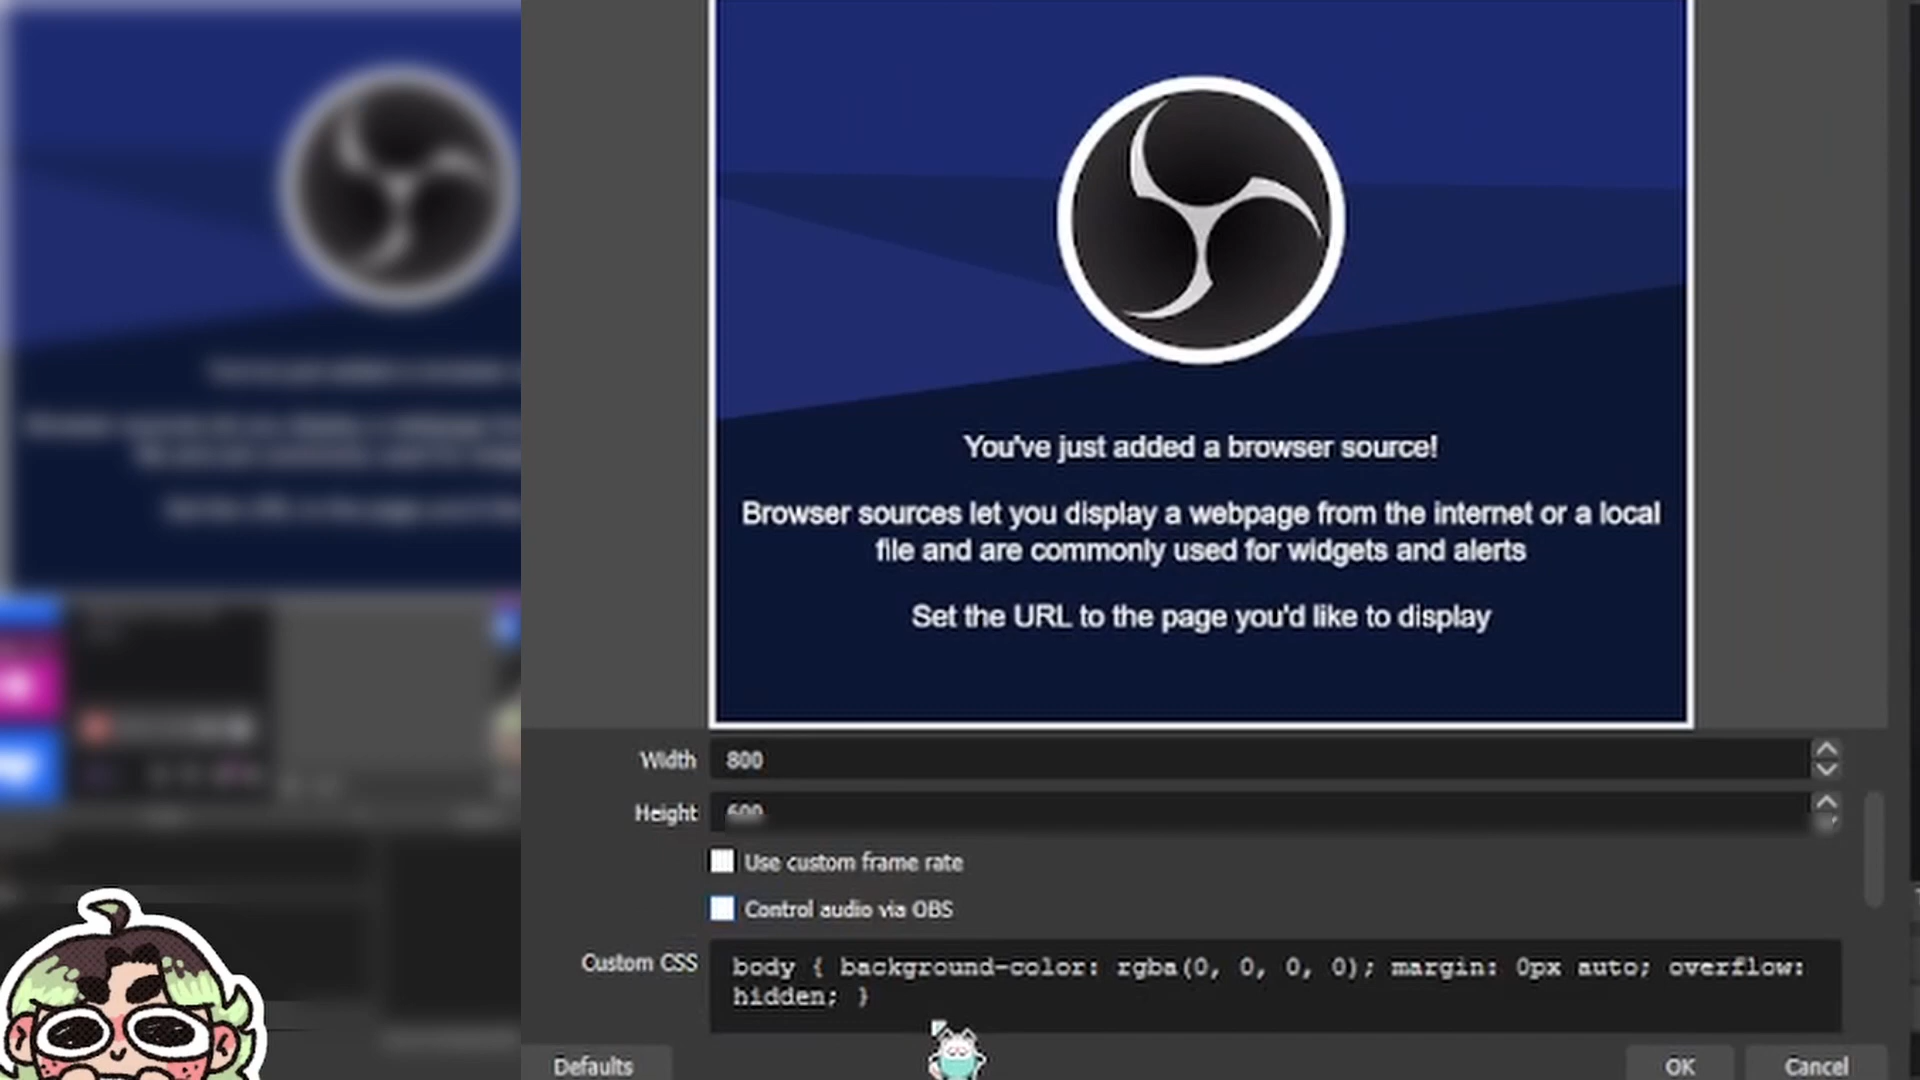 You've just added a browser source!
Browser sources let you display a webpage from the internet or a local
file and are commonly used for widgets and alerts
Set the URL to the page you'd like to display
Width 800
Height 600
Use custom frame rate
Control audio via OBS
Custom CSS body { background-color: rgba(0, 0, 0, 0); margin: 0px auto; overflow:
hidden; }
Defaults OK Cancel